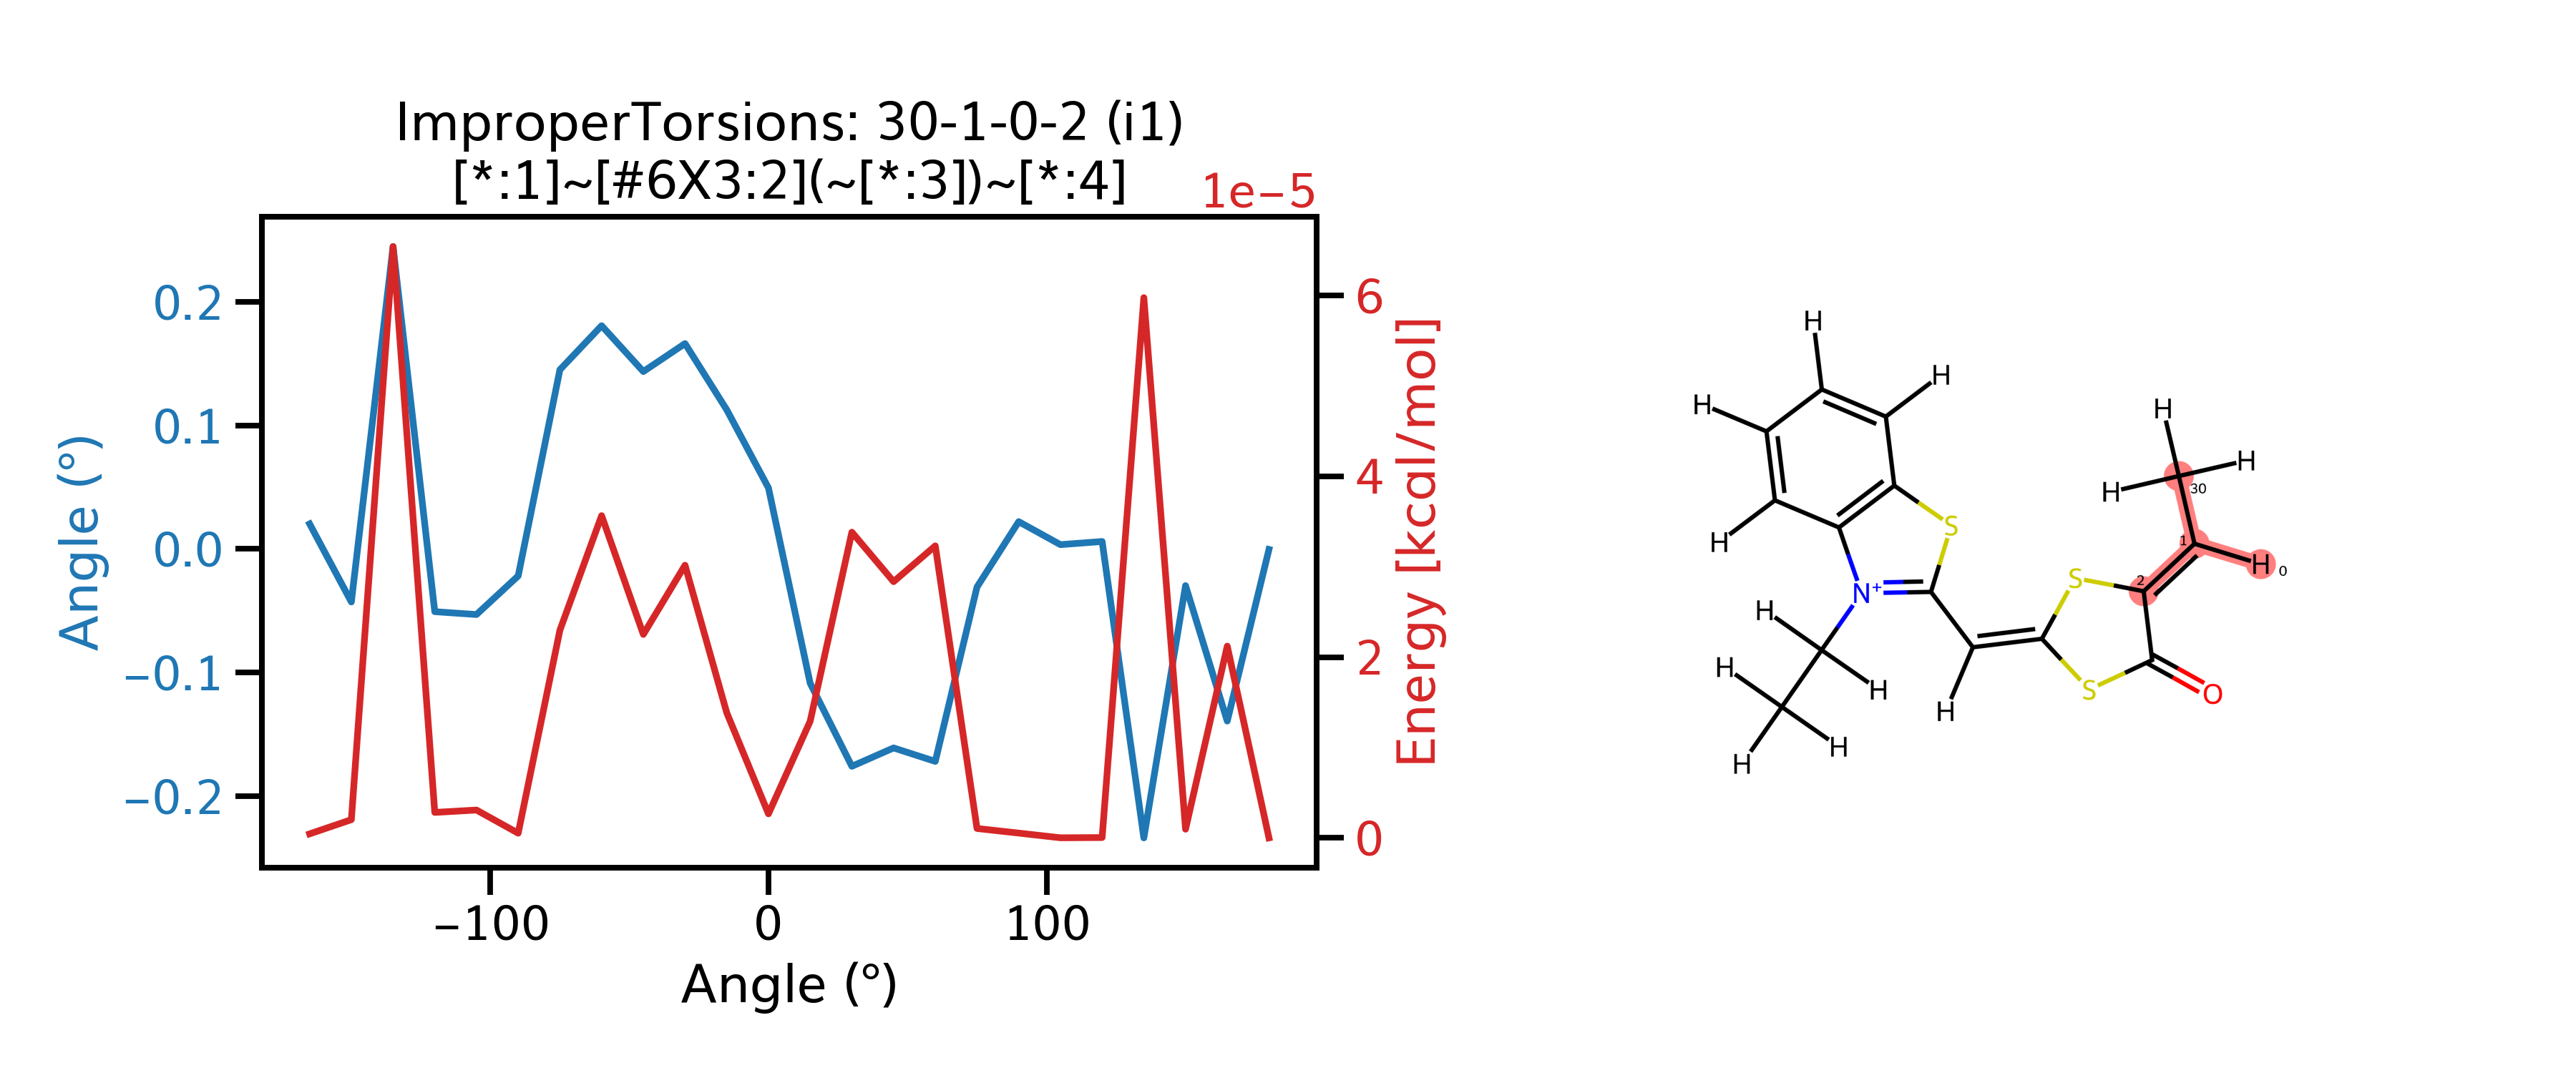 ImproperTorsions: 30-1-0-2 (i1)
[*:1]~[#6X3:2](~[*:3])~[*:4]
1e−5
0.2
0.1
0.0
−0.1
−0.2
Angle (°)
6
4
2
0
Energy [kcal/mol]
−100
0
100
Angle (°)
H
H
H
H
H
H
H
30
S
1
H
0
2
S
N+
H
O
S
H
H
H
H
H